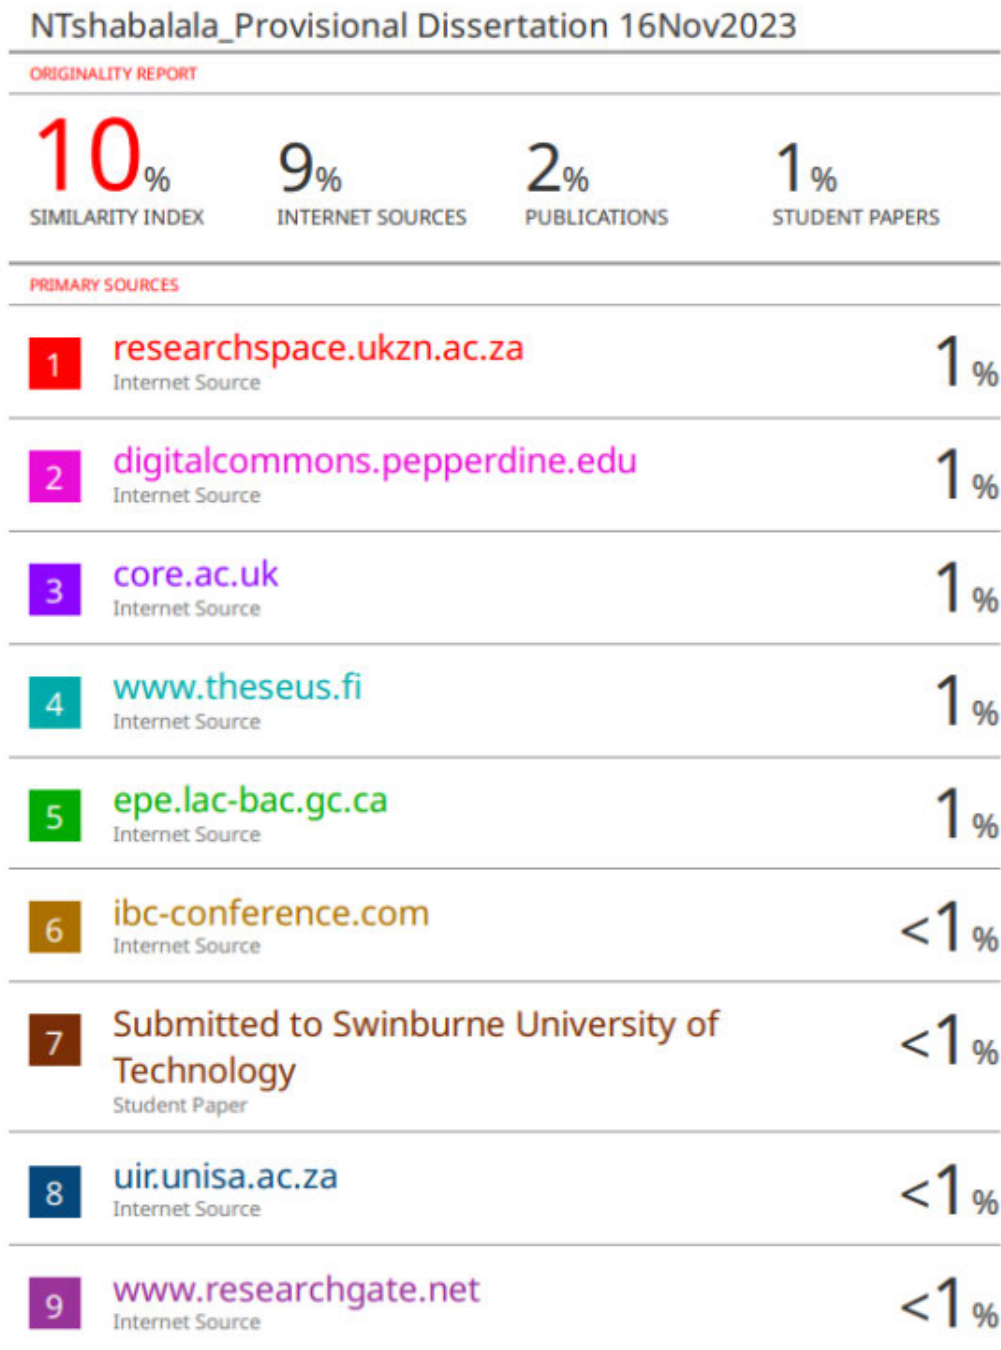 NTshabalala_Provisional Dissertation 16Nov2023
ORIGINALITY REPORT
10% 9% 2% 1%
SIMILARITY INDEX INTERNET SOURCES PUBLICATIONS STUDENT PAPERS
PRIMARY SOURCES
1 researchspace.ukzn.ac.za 1%
Internet Source
2 digitalcommons.pepperdine.edu 1%
Internet Source
3 core.ac.uk 1%
Internet Source
4 www.theseus.fi 1%
Internet Source
5 epe.lac-bac.gc.ca 1%
Internet Source
6 ibc-conference.com <1%
Internet Source
7 Submitted to Swinburne University of <1%
Technology
Student Paper
8 uir.unisa.ac.za <1%
Internet Source
9 www.researchgate.net <1%
Internet Source